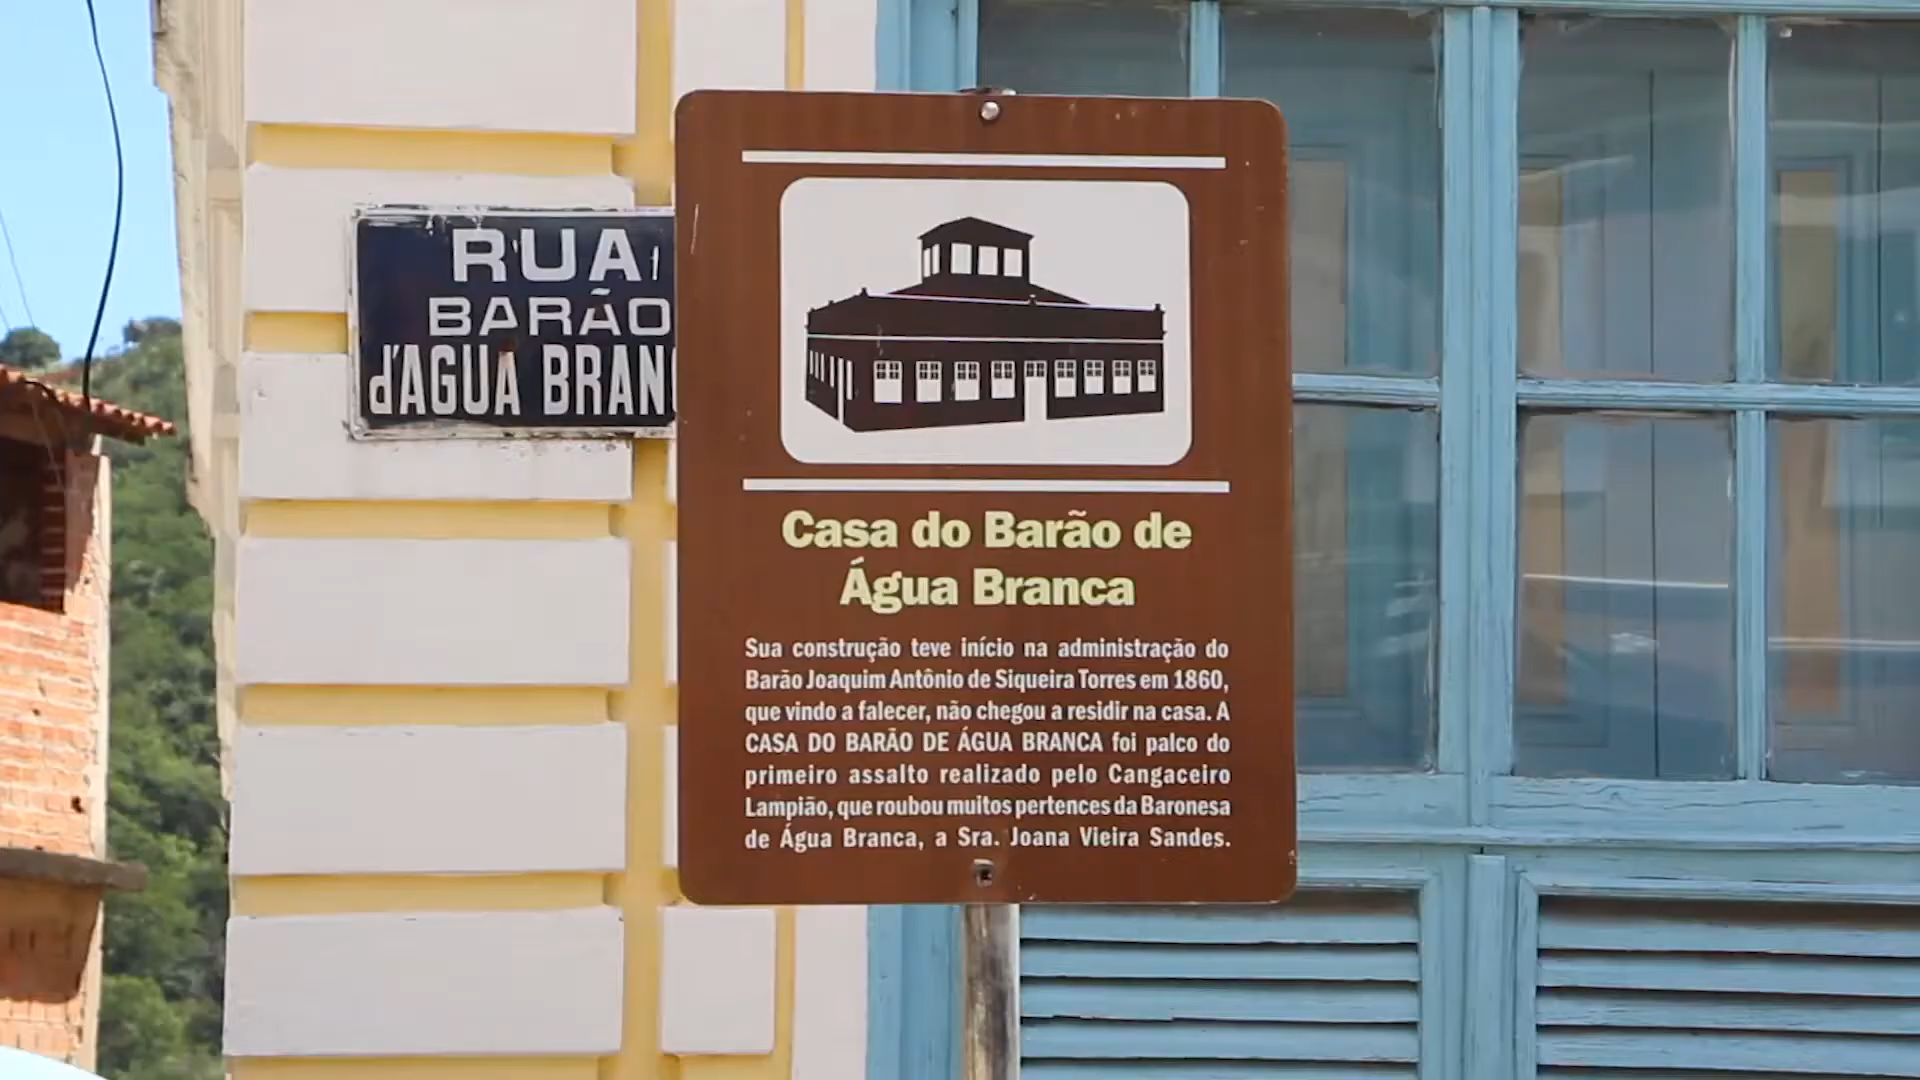 RUA
BARÃO
d'AGUA
Casa do Barão de
Água Branca
Sua construção teve início na administração do
Barão Joaquim Antônio de Siqueira Torres em 1860,
que vindo a falecer, não chegou a residir na casa. A
CASA DO BARÃO DE ÁGUA BRANCA foi palco do
primeiro assalto realizado pelo Cangaceiro
Lampião, que roubou muitos pertences da Baronesa
de Água Branca, a Sra. Joana Vieira Sandes.